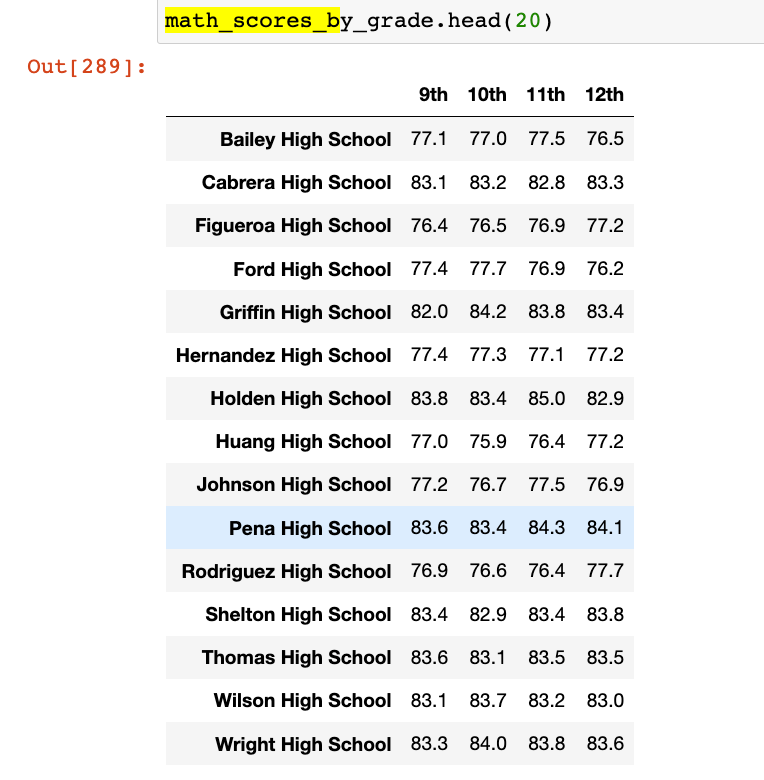 math_scores_by_grade.head(20)
Out[289]:
9th 10th 11th 12th
Bailey High School 77.1 77.0 77.5 76.5
Cabrera High School 83.1 83.2 82.8 83.3
Figueroa High School 76.4 76.5 76.9 77.2
Ford High School 77.4 77.7 76.9 76.2
Griffin High School 82.0 84.2 83.8 83.4
Hernandez High School 77.4 77.3 77.1 77.2
Holden High School 83.8 83.4 85.0 82.9
Huang High School 77.0 75.9 76.4 77.2
Johnson High School 77.2 76.7 77.5 76.9
Pena High School 83.6 83.4 84.3 84.1
Rodriguez High School 76.9 76.6 76.4 77.7
Shelton High School 83.4 82.9 83.4 83.8
Thomas High School 83.6 83.1 83.5 83.5
Wilson High School 83.1 83.7 83.2 83.0
Wright High School 83.3 84.0 83.8 83.6